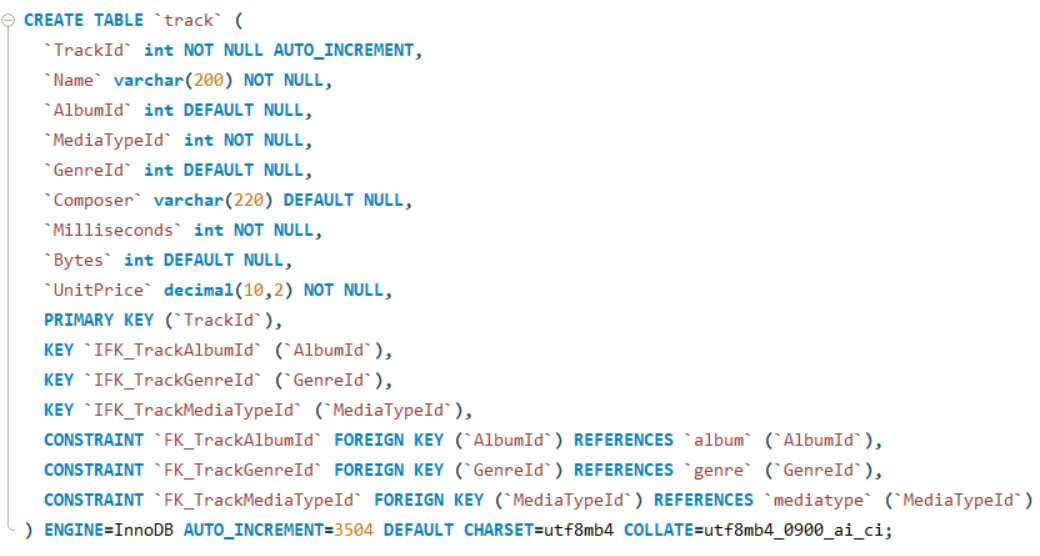 CREATE TABLE `track` (
`TrackId` int NOT NULL AUTO_INCREMENT,
`Name` varchar(200) NOT NULL,
`AlbumId` int DEFAULT NULL,
`MediaTypeId` int NOT NULL,
`GenreId` int DEFAULT NULL,
`Composer` varchar(220) DEFAULT NULL,
`Milliseconds` int NOT NULL,
`Bytes` int DEFAULT NULL,
`UnitPrice` decimal(10,2) NOT NULL,
PRIMARY KEY (`TrackId`),
KEY `IFK_TrackAlbumId` (`AlbumId`),
KEY `IFK_TrackGenreId` (`GenreId`),
KEY `IFK_TrackMediaTypeId` (`MediaTypeId`),
CONSTRAINT `FK_TrackAlbumId` FOREIGN KEY (`AlbumId`) REFERENCES `album` (`AlbumId`),
CONSTRAINT `FK_TrackGenreId` FOREIGN KEY (`GenreId`) REFERENCES `genre` (`GenreId`),
CONSTRAINT `FK_TrackMediaTypeId` FOREIGN KEY (`MediaTypeId`) REFERENCES `mediatype` (`MediaTypeId`)
) ENGINE=InnoDB AUTO_INCREMENT=3504 DEFAULT CHARSET=utf8mb4 COLLATE=utf8mb4_0900_ai_ci;